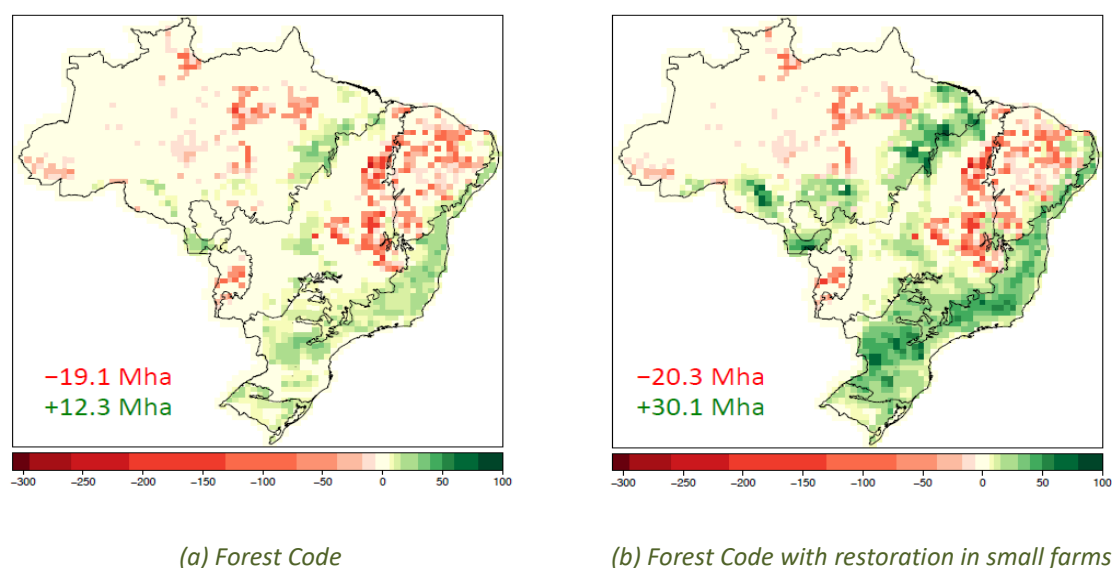 −19.1 Mha
+12.3 Mha
−300 −250 −200 −150 −100 −50 0 50 100
(a) Forest Code
−20.3 Mha
+30.1 Mha
−300 −250 −200 −150 −100 −50 0 50 100
(b) Forest Code with restoration in small farms